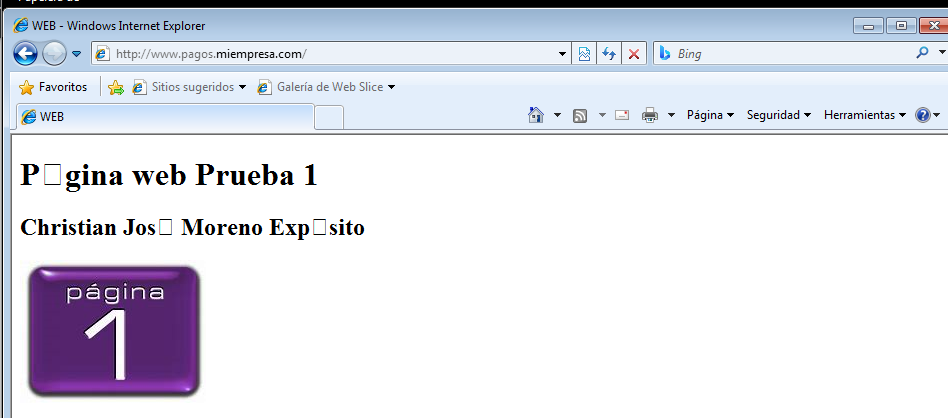 WEB - Windows Internet Explorer
http://www.pagos.miempresa.com/
Bing
Favoritos
Sitios sugeridos
Galería de Web Slice
WEB
Página
Seguridad
Herramientas
P□gina web Prueba 1
Christian Jos□ Moreno Exp□sito
página
1